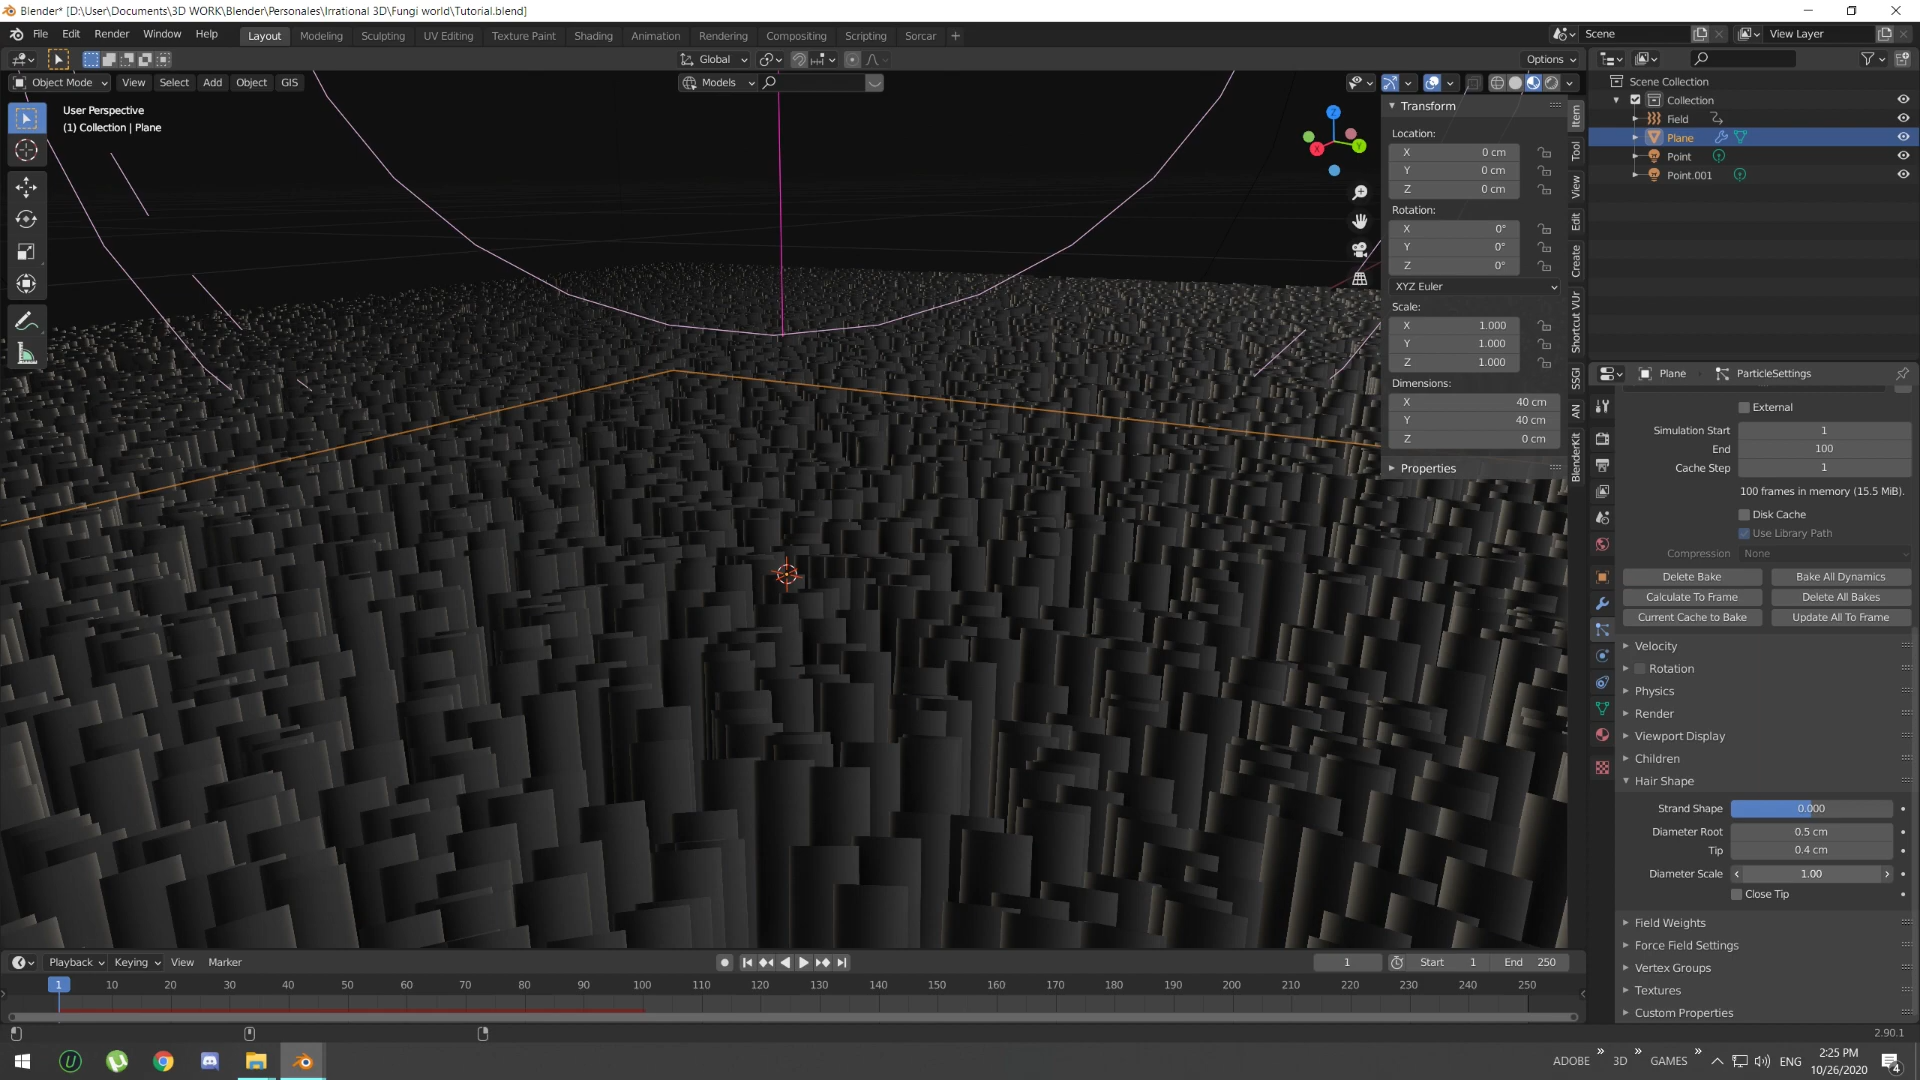 Blender* [D:\User\Documents\3D WORK\Blender\Personales\Irrational 3D\Fungi world\Tutorial.blend]
File Edit Render Window Help Layout Modeling Sculpting UV Editing Texture Paint Shading Animation Rendering Compositing Scripting Sorcar + Scene View Layer
Global Options
Object Mode View Select Add Object GIS Models
User Perspective
(1) Collection | Plane
Transform
Location:
X 0 cm
Y 0 cm
Z 0 cm
Rotation:
X 0°
Y 0°
Z 0°
XYZ Euler
Scale:
X 1.000
Y 1.000
Z 1.000
Dimensions:
X 40 cm
Y 40 cm
Z 0 cm
Properties
Item
Tool
View
Edit
Create
Shortcut VUr
SSGI
AN
BlenderKit
Z
Y
X
Scene Collection
Collection
Field
Plane
Point
Point.001
Plane ParticleSettings
External
Simulation Start 1
End 100
Cache Step 1
100 frames in memory (15.5 MiB).
Disk Cache
Use Library Path
Compression None
Delete Bake Bake All Dynamics
Calculate To Frame Delete All Bakes
Current Cache to Bake Update All To Frame
Velocity
Rotation
Physics
Render
Viewport Display
Children
Hair Shape
Strand Shape 0.000
Diameter Root 0.5 cm
Tip 0.4 cm
Diameter Scale 1.00
Close Tip
Field Weights
Force Field Settings
Vertex Groups
Textures
Custom Properties
Playback Keying View Marker 1 Start 1 End 250
1 10 20 30 40 50 60 70 80 90 100 110 120 130 140 150 160 170 180 190 200 210 220 230 240 250
2.90.1
ADOBE » 3D » GAMES » ENG 2:25 PM
10/26/2020 4